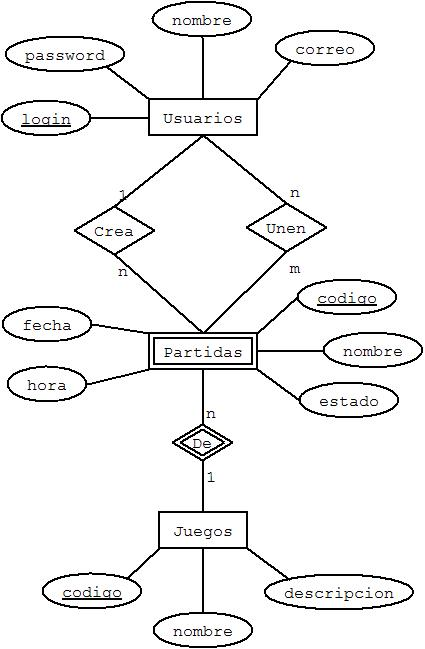 nombre
password
correo
login
Usuarios
1
n
Crea
Unen
n
m
codigo
fecha
Partidas
nombre
hora
estado
n
De
1
Juegos
codigo
descripcion
nombre